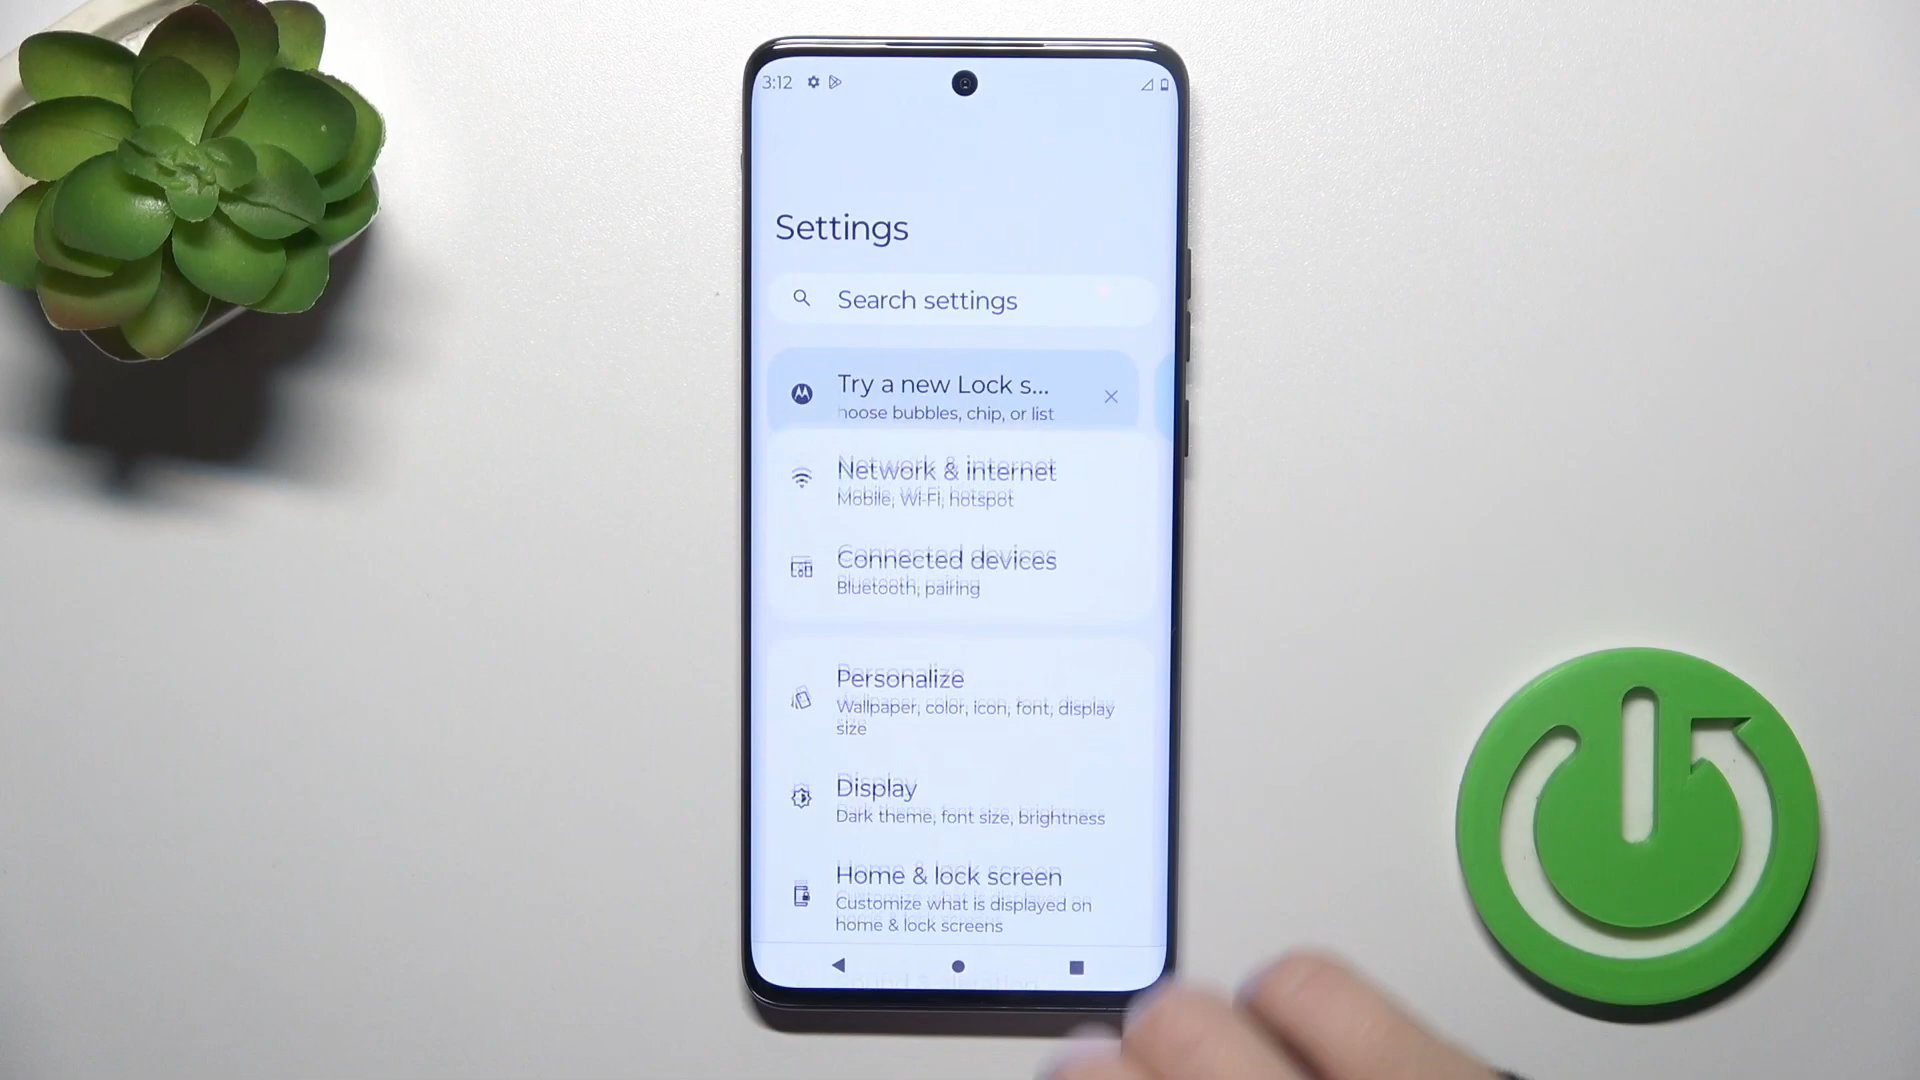 3:12
Settings
Search settings
Try a new Lock s...
hoose bubbles, chip, or list
Network & internet
Mobile, Wi-Fi, hotspot
Connected devices
Bluetooth, pairing
Personalize
Wallpaper, color, icon, font, display
size
Display
Dark theme, font size, brightness
Home & lock screen
Customize what is displayed on
home & lock screens